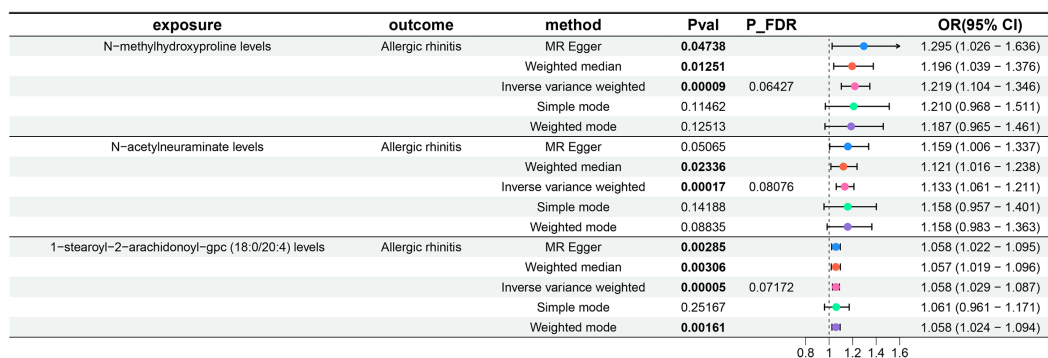 exposure outcome method Pval P_FDR OR(95% CI)
N−methylhydroxyproline levels Allergic rhinitis MR Egger 0.04738 1.295 (1.026 − 1.636)
Weighted median 0.01251 1.196 (1.039 − 1.376)
Inverse variance weighted 0.00009 0.06427 1.219 (1.104 − 1.346)
Simple mode 0.11462 1.210 (0.968 − 1.511)
Weighted mode 0.12513 1.187 (0.965 − 1.461)
N−acetylneuraminate levels Allergic rhinitis MR Egger 0.05065 1.159 (1.006 − 1.337)
Weighted median 0.02336 1.121 (1.016 − 1.238)
Inverse variance weighted 0.00017 0.08076 1.133 (1.061 − 1.211)
Simple mode 0.14188 1.158 (0.957 − 1.401)
Weighted mode 0.08835 1.158 (0.983 − 1.363)
1−stearoyl−2−arachidonoyl−gpc (18:0/20:4) levels Allergic rhinitis MR Egger 0.00285 1.058 (1.022 − 1.095)
Weighted median 0.00306 1.057 (1.019 − 1.096)
Inverse variance weighted 0.00005 0.07172 1.058 (1.029 − 1.087)
Simple mode 0.25167 1.061 (0.961 − 1.171)
Weighted mode 0.00161 1.058 (1.024 − 1.094)
0.8 1 1.2 1.4 1.6